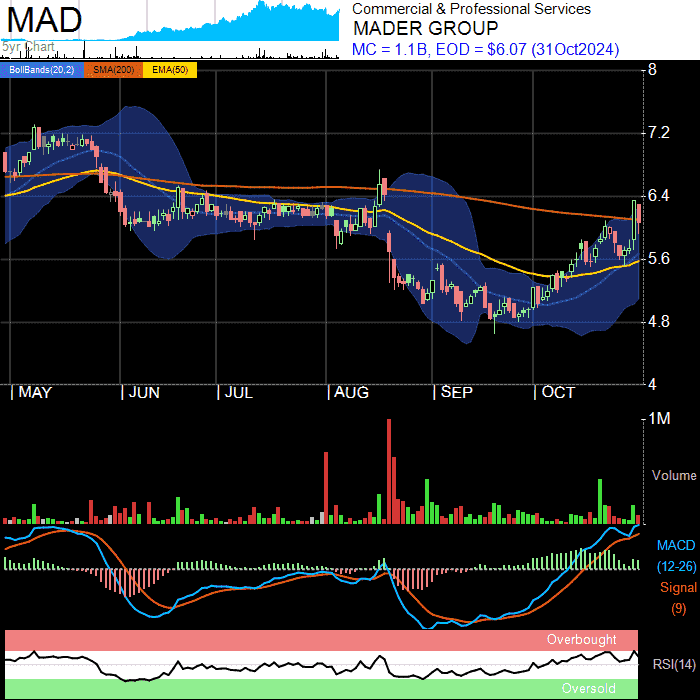 MAD
5yr Chart
Commercial & Professional Services
MADER GROUP
MC = 1.1B, EOD = $6.07 (31Oct2024)
BollBands(20,2) SMA(200) EMA(50)
8
7.2
6.4
5.6
4.8
4
MAY JUN JUL AUG SEP OCT
1M
Volume
MACD
(12-26)
Signal
(9)
Overbought
RSI(14)
Oversold